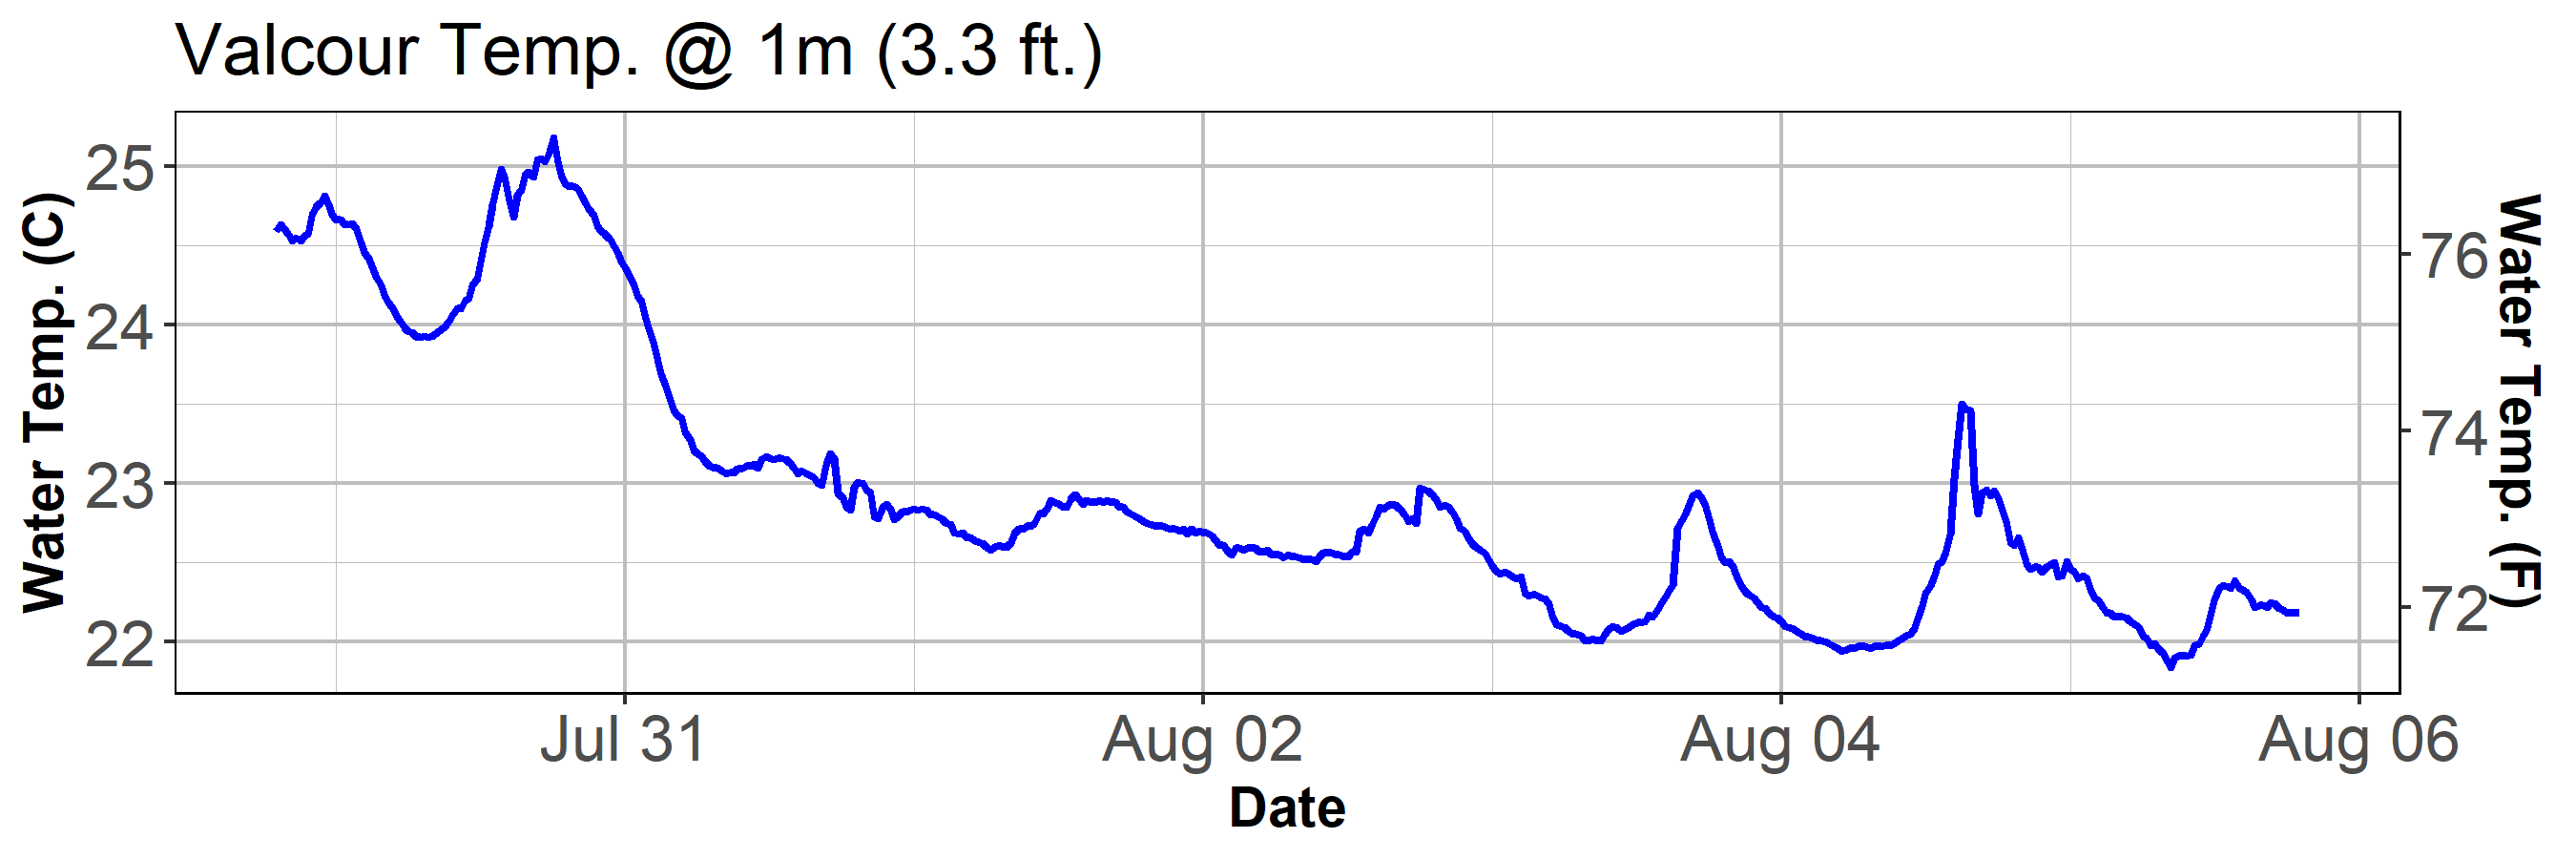 Valcour Temp. @ 1m (3.3 ft.)
Water Temp. (C)
25
24
23
22
76
74
72
Water Temp. (F)
Jul 31
Aug 02
Aug 04
Aug 06
Date